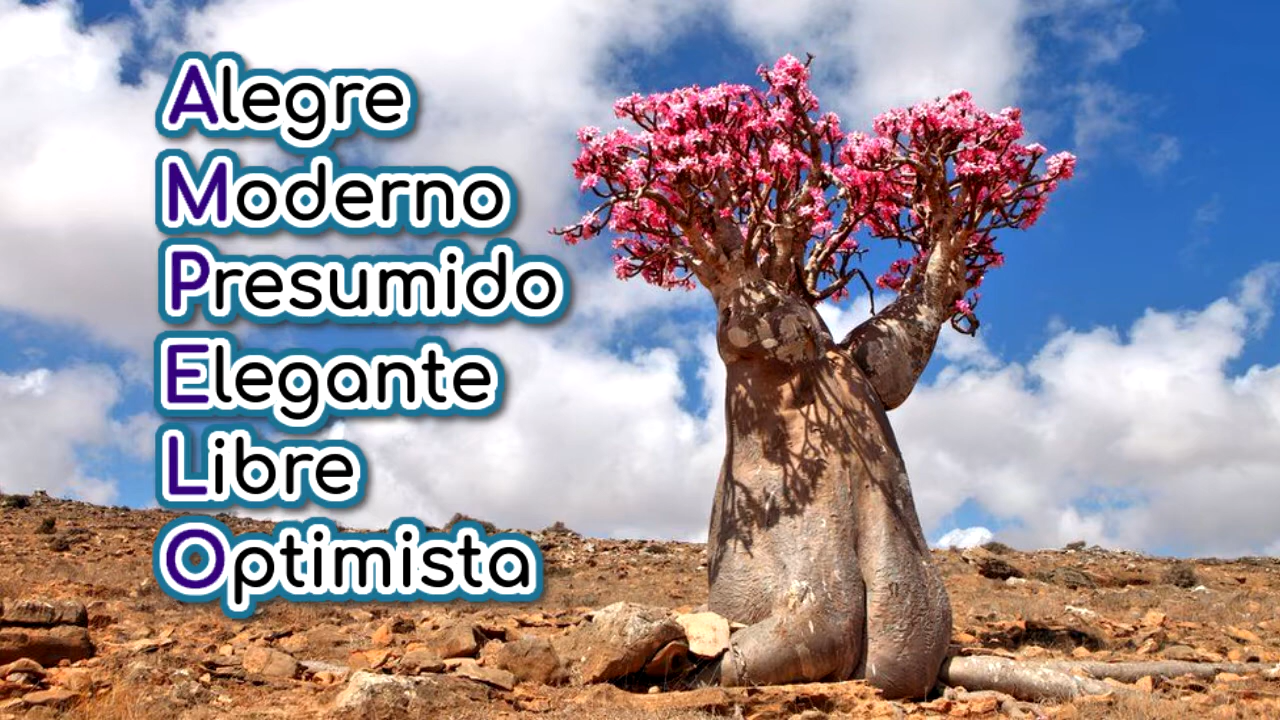 Alegre
Moderno
Presumido
Elegante
Libre
Optimista